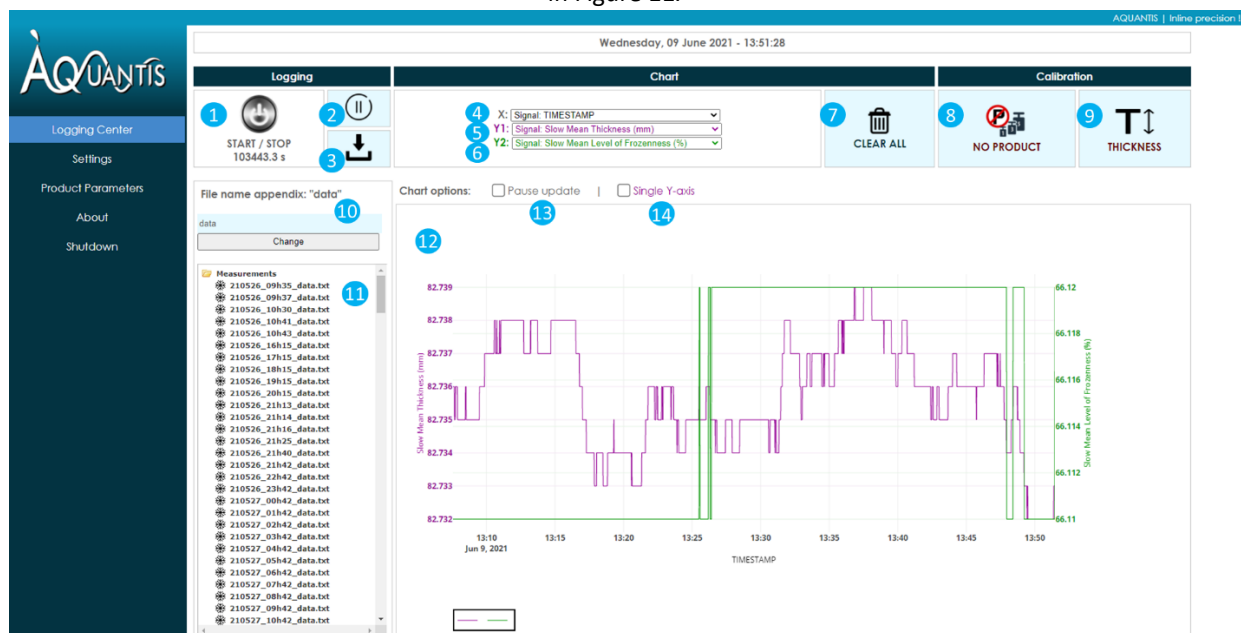 in Figure 11.
AQUANTIS | Inline precision !
AQUANTIS
Wednesday, 09 June 2021 - 13:51:28
Logging
Chart
Calibration
1
START / STOP
103443.3 s
2
3
4 X: Signal: TIMESTAMP
5 Y1: Signal: Slow Mean Thickness (mm)
6 Y2: Signal: Slow Mean Level of Frozenness (%)
7
CLEAR ALL
8
NO PRODUCT
9
THICKNESS
Logging Center
Settings
Product Parameters
About
Shutdown
File name appendix: "data"
10
data
Change
Measurements
11
210526_09h35_data.txt
210526_09h37_data.txt
210526_10h30_data.txt
210526_10h41_data.txt
210526_10h43_data.txt
210526_16h15_data.txt
210526_17h15_data.txt
210526_18h15_data.txt
210526_19h15_data.txt
210526_20h15_data.txt
210526_21h13_data.txt
210526_21h14_data.txt
210526_21h16_data.txt
210526_21h25_data.txt
210526_21h40_data.txt
210526_21h42_data.txt
210526_22h42_data.txt
210526_23h42_data.txt
210527_00h42_data.txt
210527_01h42_data.txt
210527_02h42_data.txt
210527_03h42_data.txt
210527_04h42_data.txt
210527_05h42_data.txt
210527_06h42_data.txt
210527_07h42_data.txt
210527_08h42_data.txt
210527_09h42_data.txt
210527_10h42_data.txt
Chart options: Pause update | Single Y-axis
13
14
12
82.739
82.738
82.737
82.736
82.735
82.734
82.733
82.732
Slow Mean Thickness (mm)
66.12
66.118
66.116
66.114
66.112
66.11
Slow Mean Level of Frozenness (%)
13:10 13:15 13:20 13:25 13:30 13:35 13:40 13:45 13:50
Jun 9, 2021
TIMESTAMP